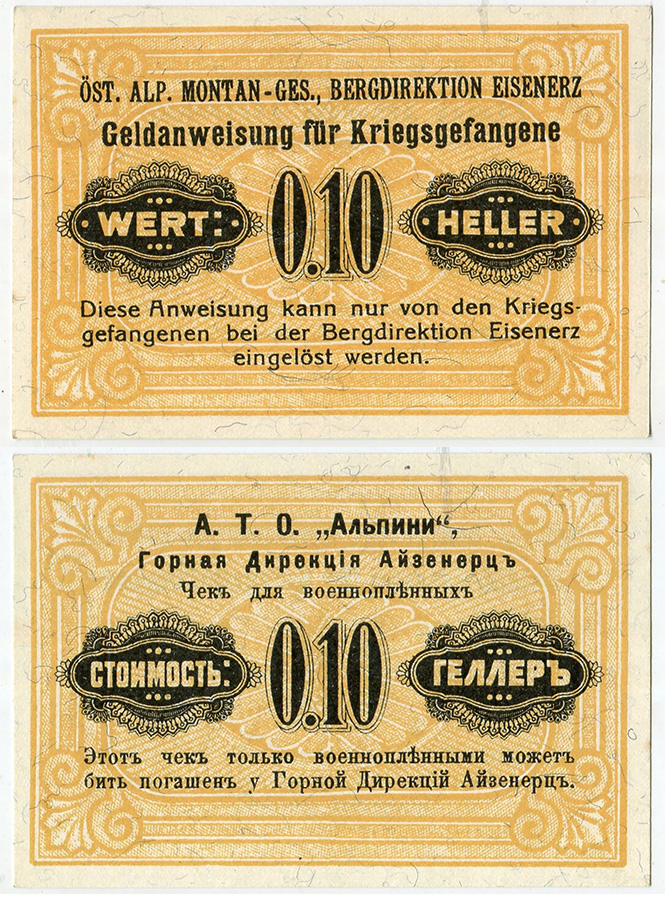 ÖST. ALP. MONTAN-GES., BERGDIREKTION EISENERZ
Geldanweisung für Kriegsgefangene
WERT: 0.10 HELLER
Diese Anweisung kann nur von den Kriegs-
gefangenen bei der Bergdirektion Eisenerz
eingelöst werden.
А. Т. О. „Альпини“,
Горная Дирекція Айзенерцъ
Чекъ для военноплѣнныхъ
СТОИМОСТЬ: 0.10 ГЕЛЛЕРЪ
Этотъ чекъ только военноплѣнными можетъ
бить погашен у Горной Дирекцій Айзенерцъ.